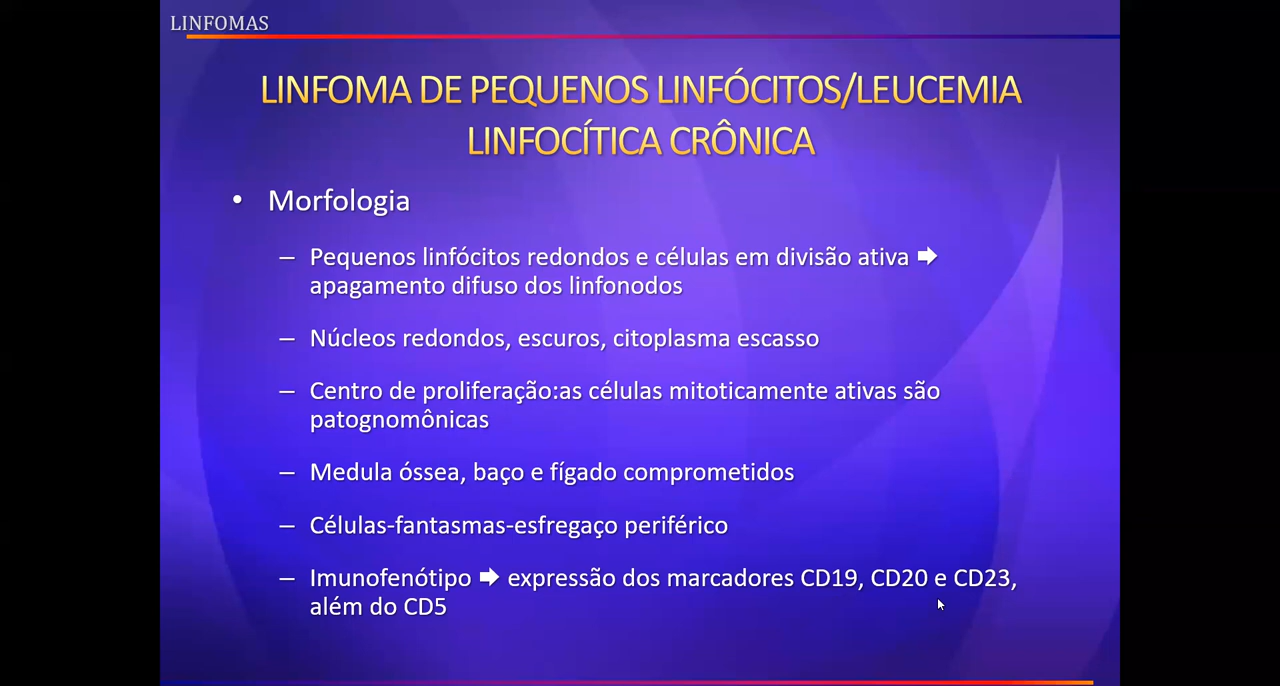 LINFOMAS
LINFOMA DE PEQUENOS LINFÓCITOS/LEUCEMIA
LINFOCÍTICA CRÔNICA
• Morfologia
– Pequenos linfócitos redondos e células em divisão ativa ➡
apagamento difuso dos linfonodos
– Núcleos redondos, escuros, citoplasma escasso
– Centro de proliferação:as células mitoticamente ativas são
patognomônicas
– Medula óssea, baço e fígado comprometidos
– Células-fantasmas-esfregaço periférico
– Imunofenótipo ➡ expressão dos marcadores CD19, CD20 e CD23,
além do CD5